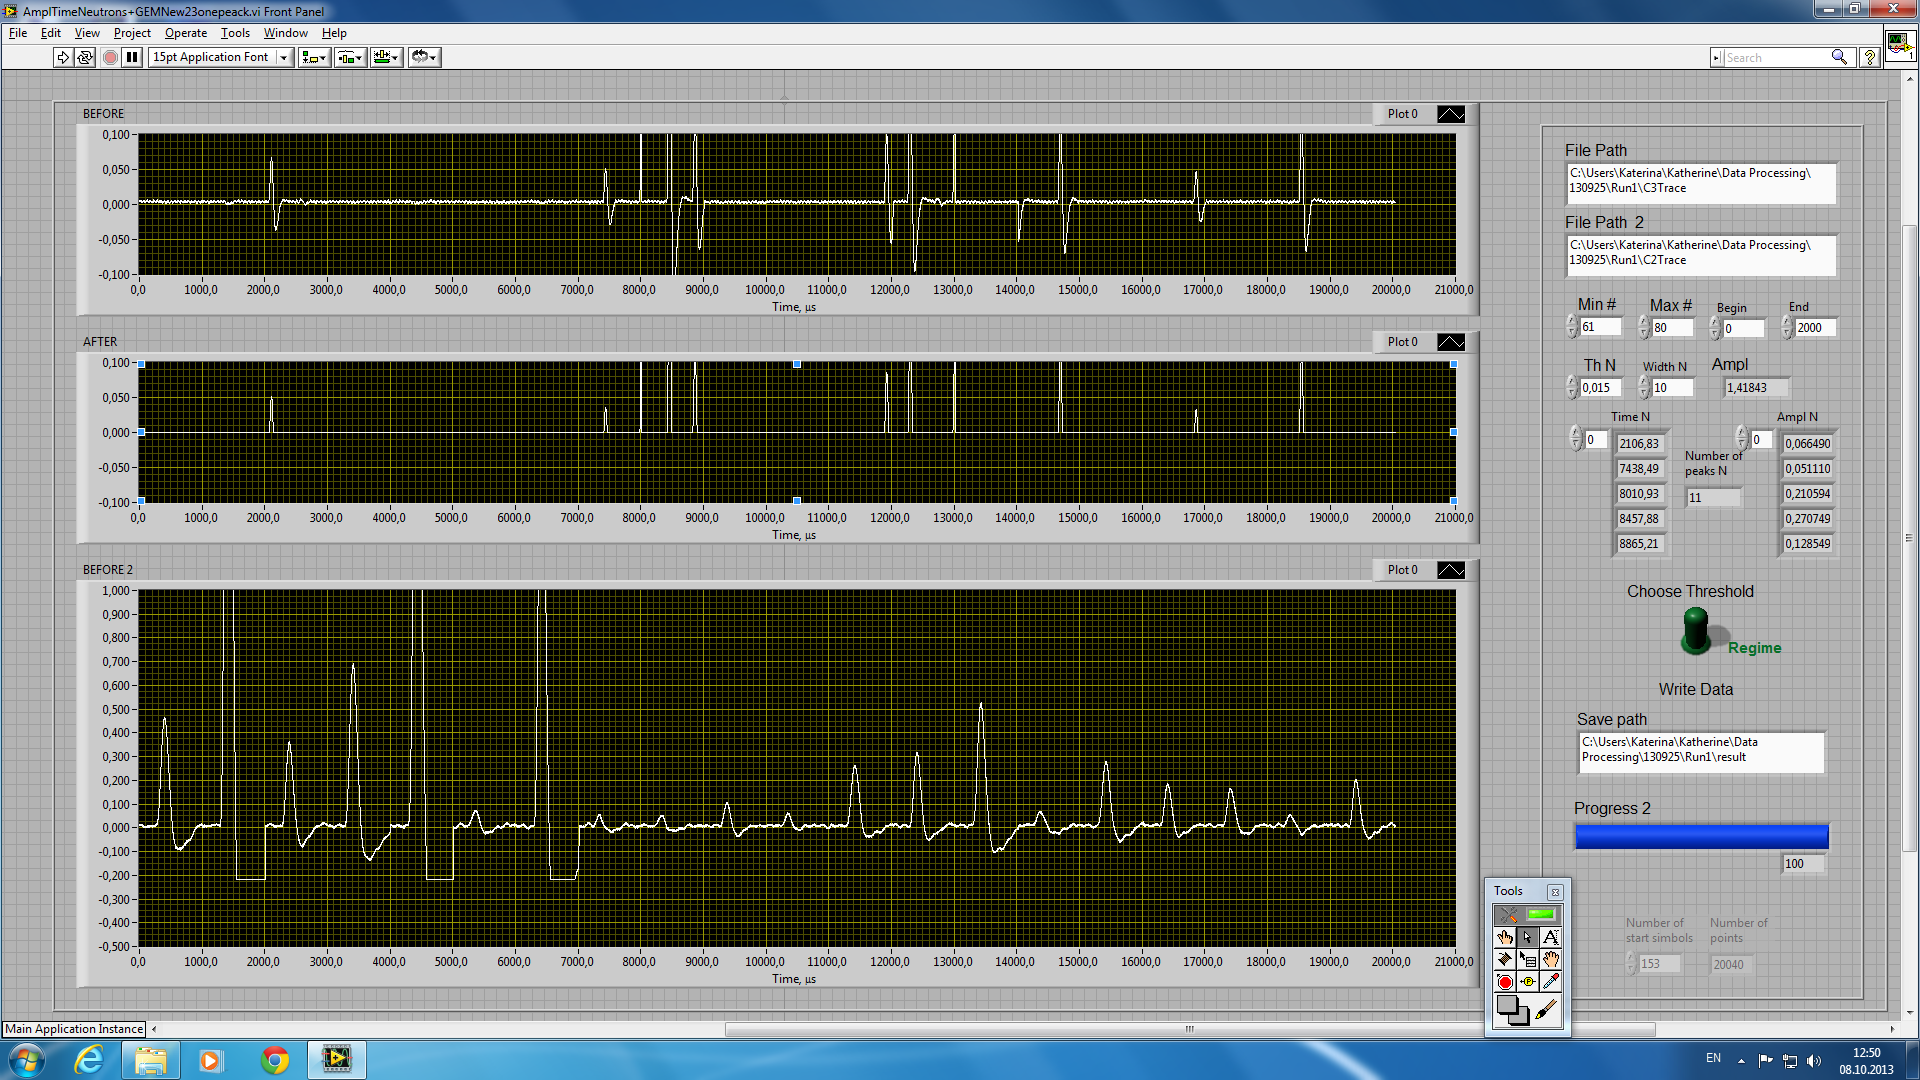 AmplTimeNeutrons+GEMNew23onepeack.vi Front Panel
File Edit View Project Operate Tools Window Help
15pt Application Font
Search
1
BEFORE
Plot 0
0,100
0,050
0,000
-0,050
-0,100
0,0 1000,0 2000,0 3000,0 4000,0 5000,0 6000,0 7000,0 8000,0 9000,0 10000,0 11000,0 12000,0 13000,0 14000,0 15000,0 16000,0 17000,0 18000,0 19000,0 20000,0 21000,0
Time, µs
AFTER
Plot 0
0,100
0,050
0,000
-0,050
-0,100
0,0 1000,0 2000,0 3000,0 4000,0 5000,0 6000,0 7000,0 8000,0 9000,0 10000,0 11000,0 12000,0 13000,0 14000,0 15000,0 16000,0 17000,0 18000,0 19000,0 20000,0 21000,0
Time, µs
BEFORE 2
Plot 0
1,000
0,900
0,800
0,700
0,600
0,500
0,400
0,300
0,200
0,100
0,000
-0,100
-0,200
-0,300
-0,400
-0,500
0,0 1000,0 2000,0 3000,0 4000,0 5000,0 6000,0 7000,0 8000,0 9000,0 10000,0 11000,0 12000,0 13000,0 14000,0 15000,0 16000,0 17000,0 18000,0 19000,0 20000,0 21000,0
Time, µs
File Path
C:\Users\Katerina\Katherine\Data Processing\
130925\Run1\C3Trace
File Path 2
C:\Users\Katerina\Katherine\Data Processing\
130925\Run1\C2Trace
Min # Max # Begin End
61 80 0 2000
Th N Width N Ampl
0,015 10 1,41843
Time N Ampl N
0 2106,83 0 0,066490
7438,49 0,051110
8010,93 0,210594
8457,88 0,270749
8865,21 0,128549
Number of
peaks N
11
Choose Threshold
Regime
Write Data
Save path
C:\Users\Katerina\Katherine\Data
Processing\130925\Run1\result
Progress 2
100
Number of
start simbols
153
Number of
points
20040
Tools
Main Application Instance
EN
12:50
08.10.2013